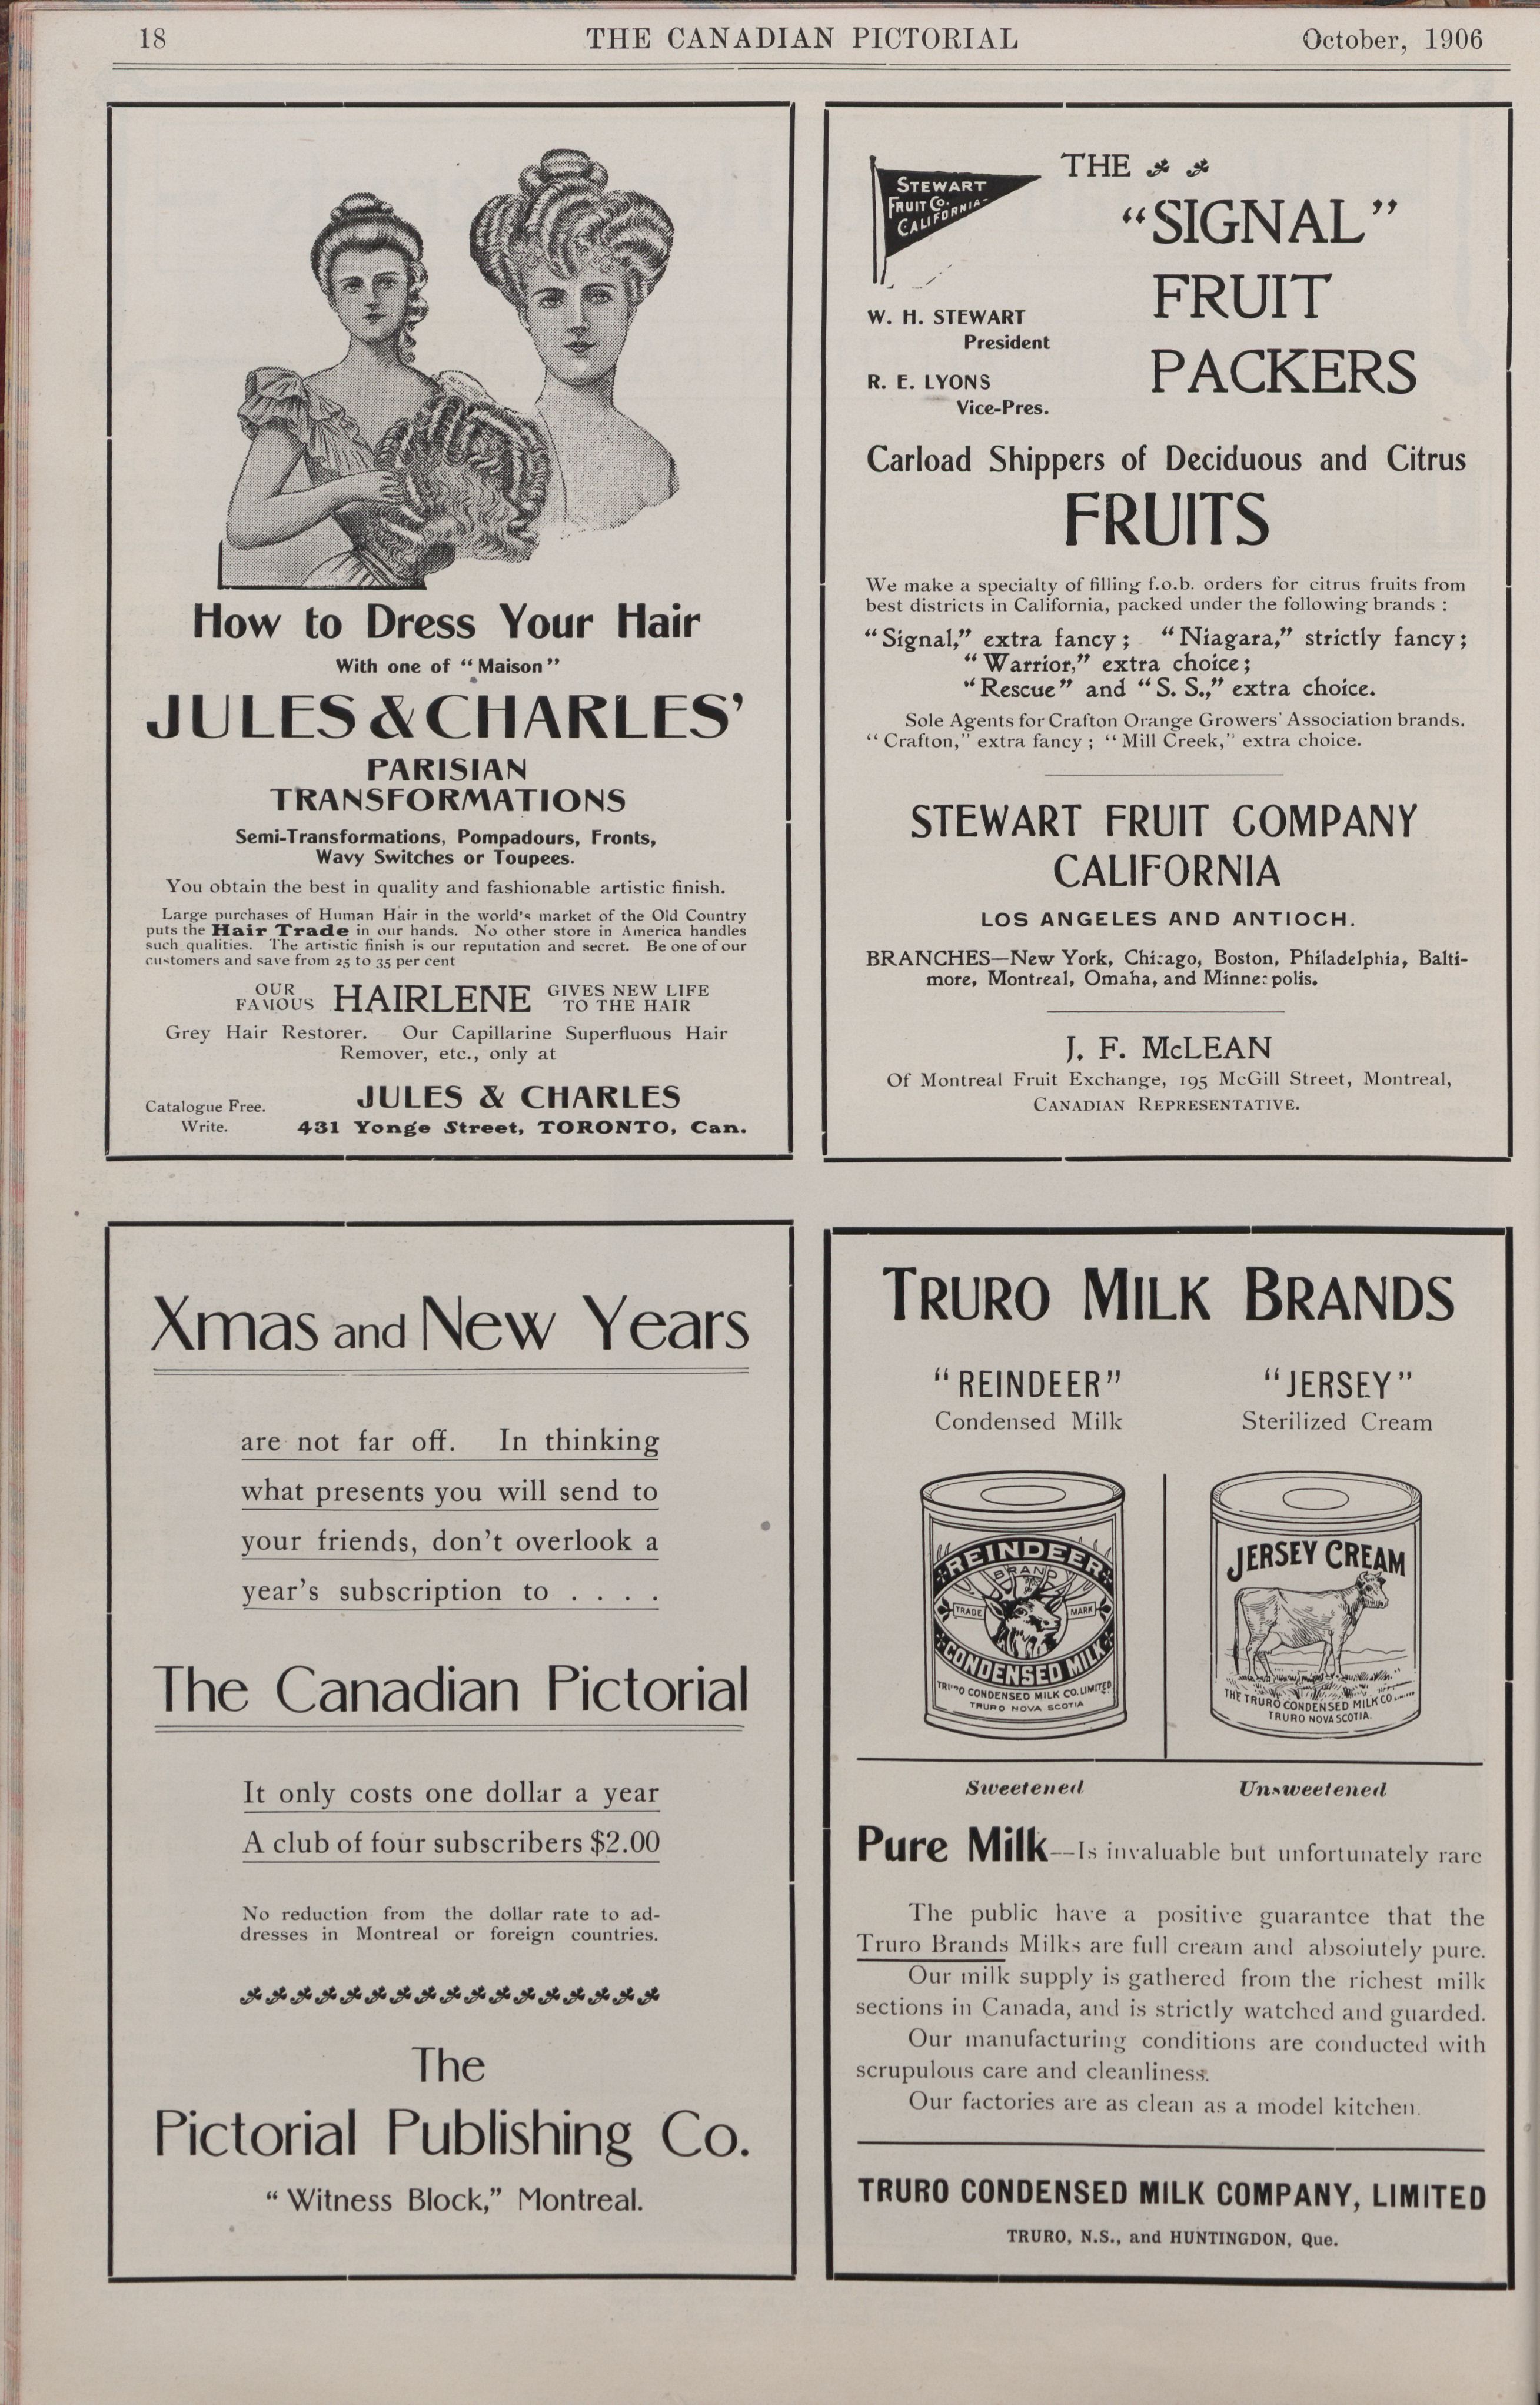 18
THE CANADIAN PICTORIAL
October, 1906
How to Dress Your Hair
With one of "Maison"
JULES & CHARLES'
PARISIAN
TRANSFORMATIONS
Semi-Transformations, Pompadours, Fronts,
Wavy Switches or Toupees.
You obtain the best in quality and fashionable artistic finish.
Large purchases of Human Hair in the world's market of the Old Country
puts the Hair Trade in our hands. No other store in America handles
such qualities. The artistic finish is our reputation and secret. Be one of our
customers and save from 25 to 35 per cent
OUR
FAMOUS
HAIRLENE
GIVES NEW LIFE
TO THE HAIR
Grey Hair Restorer. Our Capillarine Superfluous Hair
Remover, etc., only at
JULES & CHARLES
Catalogue Free.
Write.
431 Yonge Street, TORONTO, Can.
STEWART
FRUIT CO.
CALIFORNIA-
THE
"SIGNAL"
FRUIT
PACKERS
W. H. STEWART
President
R. E. LYONS
Vice-Pres.
Carload Shippers of Deciduous and Citrus
FRUITS
We make a specialty of filling f.o.b. orders for citrus fruits from
best districts in California, packed under the following brands :
"Signal," extra fancy; "Niagara," strictly fancy;
"Warrior," extra choice;
"Rescue" and "S. S.," extra choice.
Sole Agents for Crafton Orange Growers' Association brands.
"Crafton," extra fancy ; "Mill Creek," extra choice.
STEWART FRUIT COMPANY
CALIFORNIA
LOS ANGELES AND ANTIOCH.
BRANCHES—New York, Chicago, Boston, Philadelphia, Balti-
more, Montreal, Omaha, and Minneapolis.
J. F. McLEAN
Of Montreal Fruit Exchange, 195 McGill Street, Montreal,
CANADIAN REPRESENTATIVE.
Xmas and New Years
are not far off. In thinking
what presents you will send to
your friends, don't overlook a
year's subscription to . . . .
The Canadian Pictorial
It only costs one dollar a year
A club of four subscribers $2.00
No reduction from the dollar rate to ad-
dresses in Montreal or foreign countries.
The
Pictorial Publishing Co.
"Witness Block," Montreal.
TRURO MILK BRANDS
"REINDEER"
Condensed Milk
"JERSEY"
Sterilized Cream
REINDEER
BRAND
TRADE
MARK
CONDENSED MILK
TRURO CONDENSED MILK CO. LIMITED
TRURO NOVA SCOTIA
JERSEY CREAM
THE TRURO CONDENSED MILK CO LIMITED
TRURO NOVA SCOTIA.
Sweetened
Unsweetened
Pure Milk—Is invaluable but unfortunately rare
The public have a positive guarantee that the
Truro Brands Milks are full cream and absolutely pure.
Our milk supply is gathered from the richest milk
sections in Canada, and is strictly watched and guarded.
Our manufacturing conditions are conducted with
scrupulous care and cleanliness.
Our factories are as clean as a model kitchen.
TRURO CONDENSED MILK COMPANY, LIMITED
TRURO, N.S., and HUNTINGDON, Que.